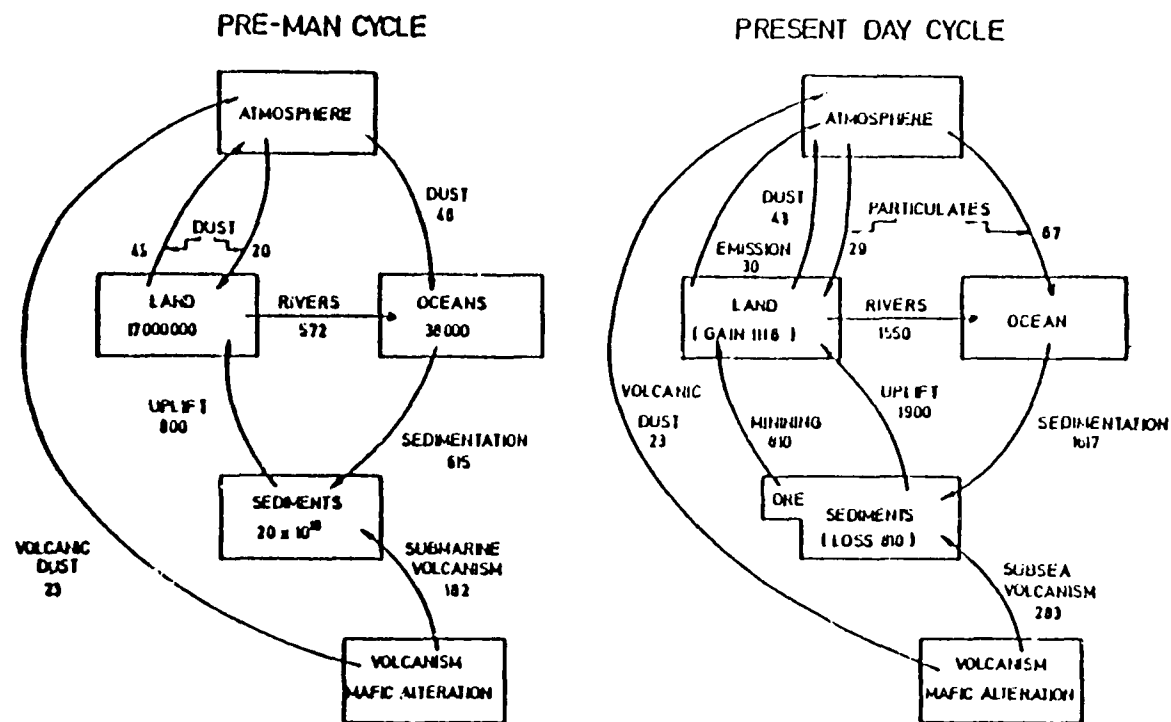 PRE-MAN CYCLE
ATMOSPHERE
DUST
48
45
DUST
20
LAND
17000000
RIVERS
572
OCEANS
38000
UPLIFT
800
SEDIMENTATION
615
SEDIMENTS
20 x 10
VOLCANIC
DUST
23
SUBMARINE
VOLCANISM
182
VOLCANISM
MAFIC ALTERATION
PRESENT DAY CYCLE
ATMOSPHERE
DUST
43
PARTICULATES
EMISSION
30
29
67
LAND
( GAIN 1118 )
RIVERS
1550
OCEAN
VOLCANIC
DUST
23
MINING
810
UPLIFT
1900
SEDIMENTATION
1617
ORE
SEDIMENTS
( LOSS 810 )
SUBSEA
VOLCANISM
283
VOLCANISM
MAFIC ALTERATION